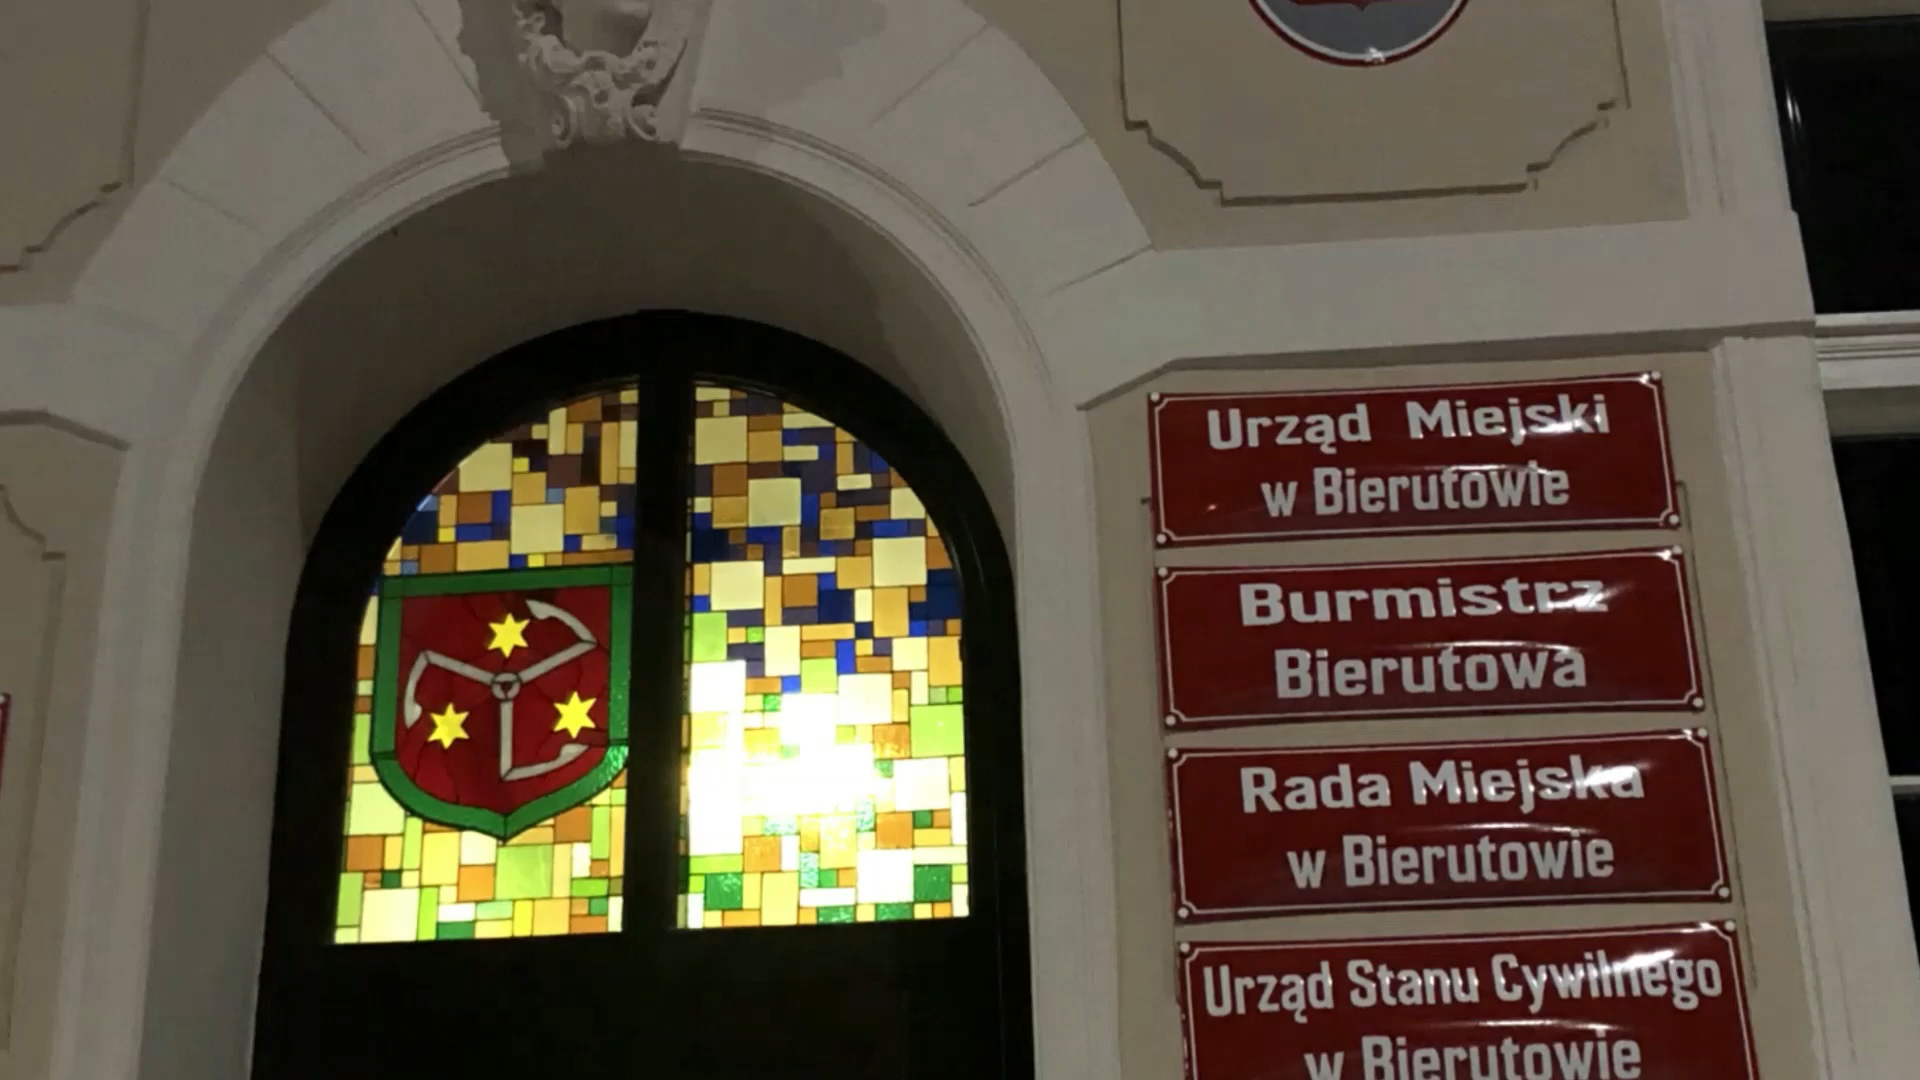 Urząd Miejski
w Bierutowie
Burmistrz
Bierutowa
Rada Miejska
w Bierutowie
Urząd Stanu Cywilnego
w Bierutowie